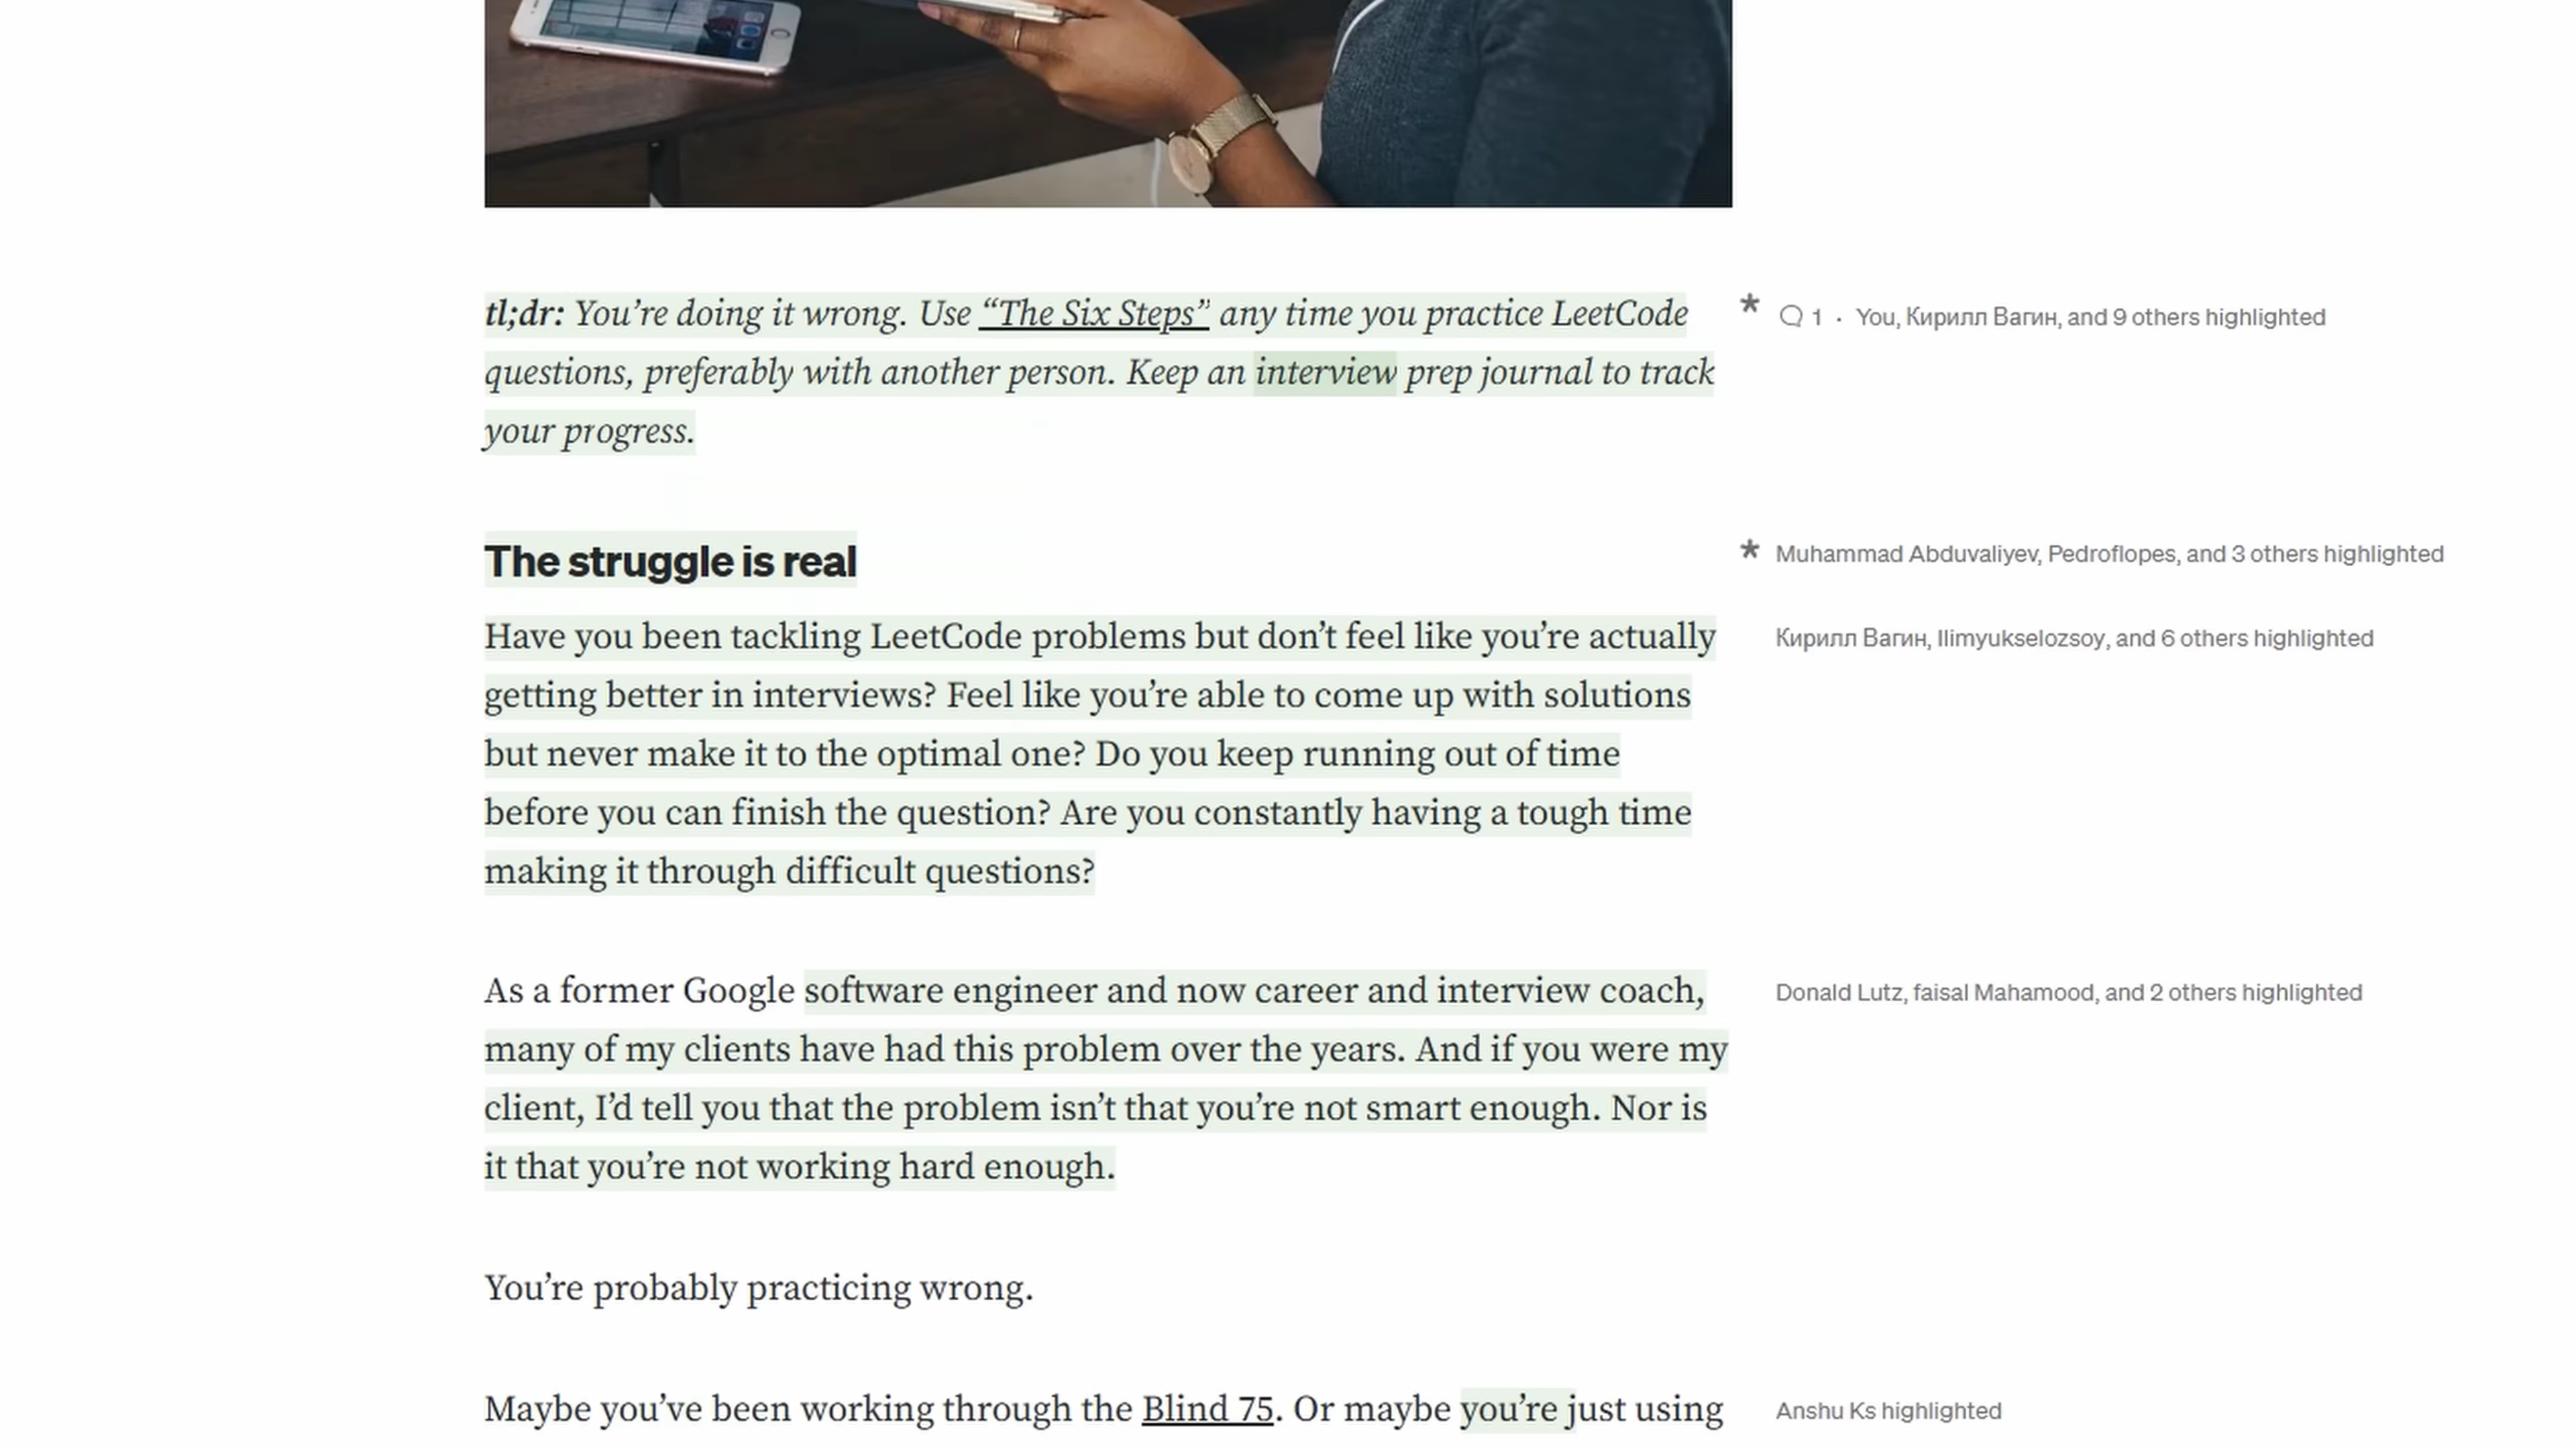 tl;dr: You’re doing it wrong. Use “The Six Steps” any time you practice LeetCode
questions, preferably with another person. Keep an interview prep journal to track
your progress.
1 · You, Кирилл Вагин, and 9 others highlighted
The struggle is real
Muhammad Abduvaliyev, Pedroflopes, and 3 others highlighted
Have you been tackling LeetCode problems but don’t feel like you’re actually
getting better in interviews? Feel like you’re able to come up with solutions
but never make it to the optimal one? Do you keep running out of time
before you can finish the question? Are you constantly having a tough time
making it through difficult questions?
Кирилл Вагин, Ilimyukselozsoy, and 6 others highlighted
As a former Google software engineer and now career and interview coach,
many of my clients have had this problem over the years. And if you were my
client, I’d tell you that the problem isn’t that you’re not smart enough. Nor is
it that you’re not working hard enough.
Donald Lutz, faisal Mahamood, and 2 others highlighted
You’re probably practicing wrong.
Maybe you’ve been working through the Blind 75. Or maybe you’re just using
Anshu Ks highlighted